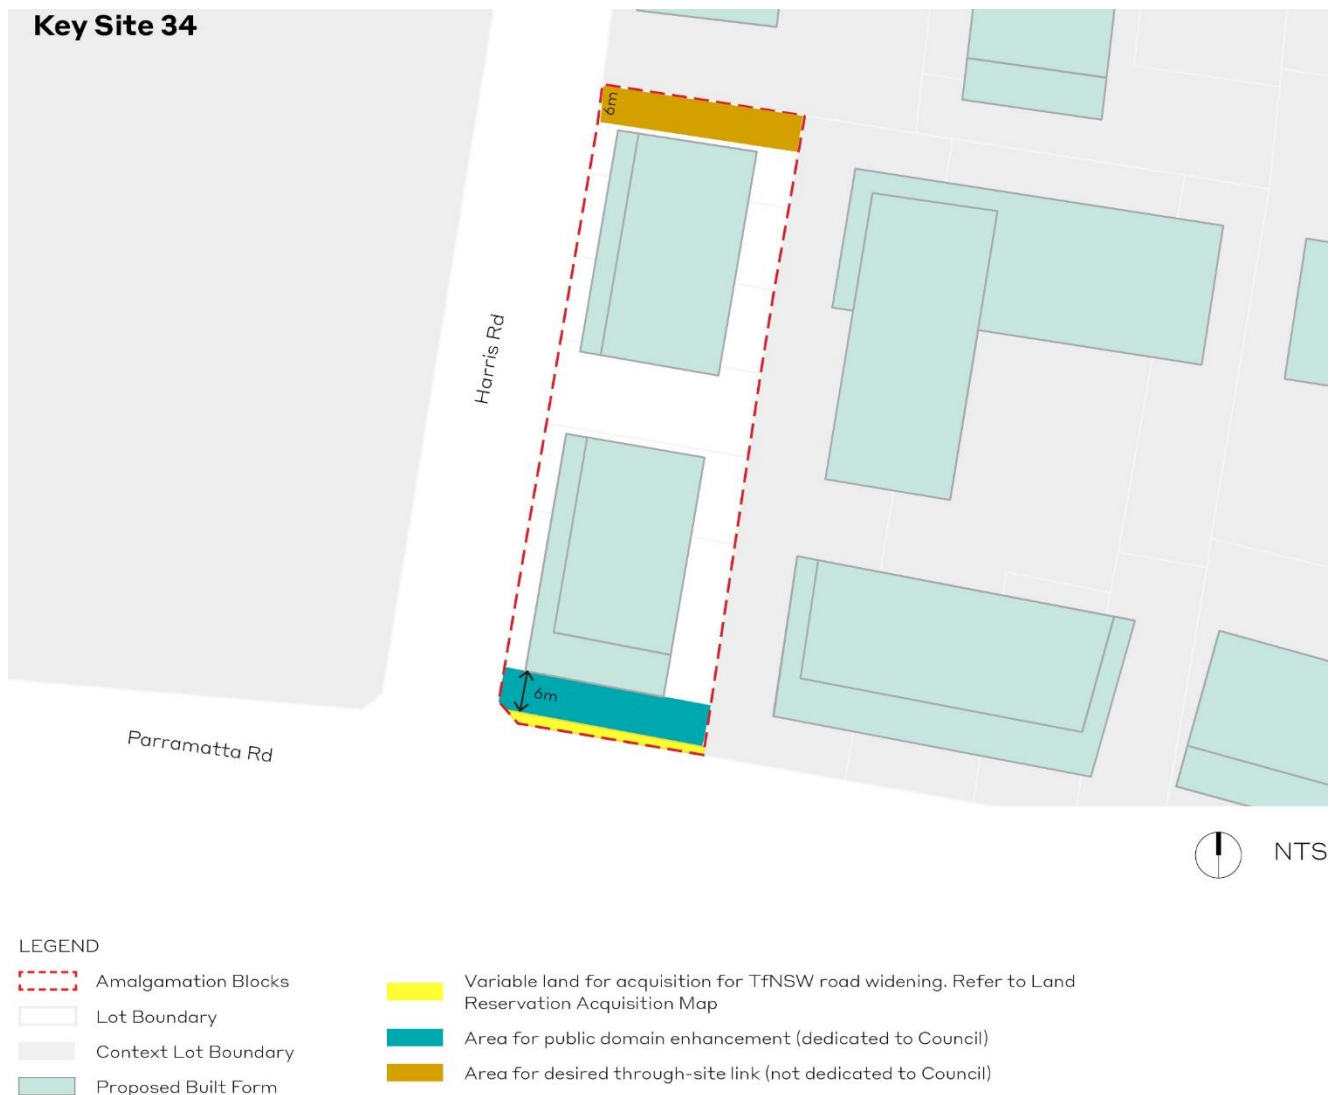 Key Site 34
6m
Harris Rd
6m
Parramatta Rd
NTS
LEGEND
Amalgamation Blocks
Lot Boundary
Context Lot Boundary
Proposed Built Form
Variable land for acquisition for TfNSW road widening. Refer to Land
Reservation Acquisition Map
Area for public domain enhancement (dedicated to Council)
Area for desired through-site link (not dedicated to Council)